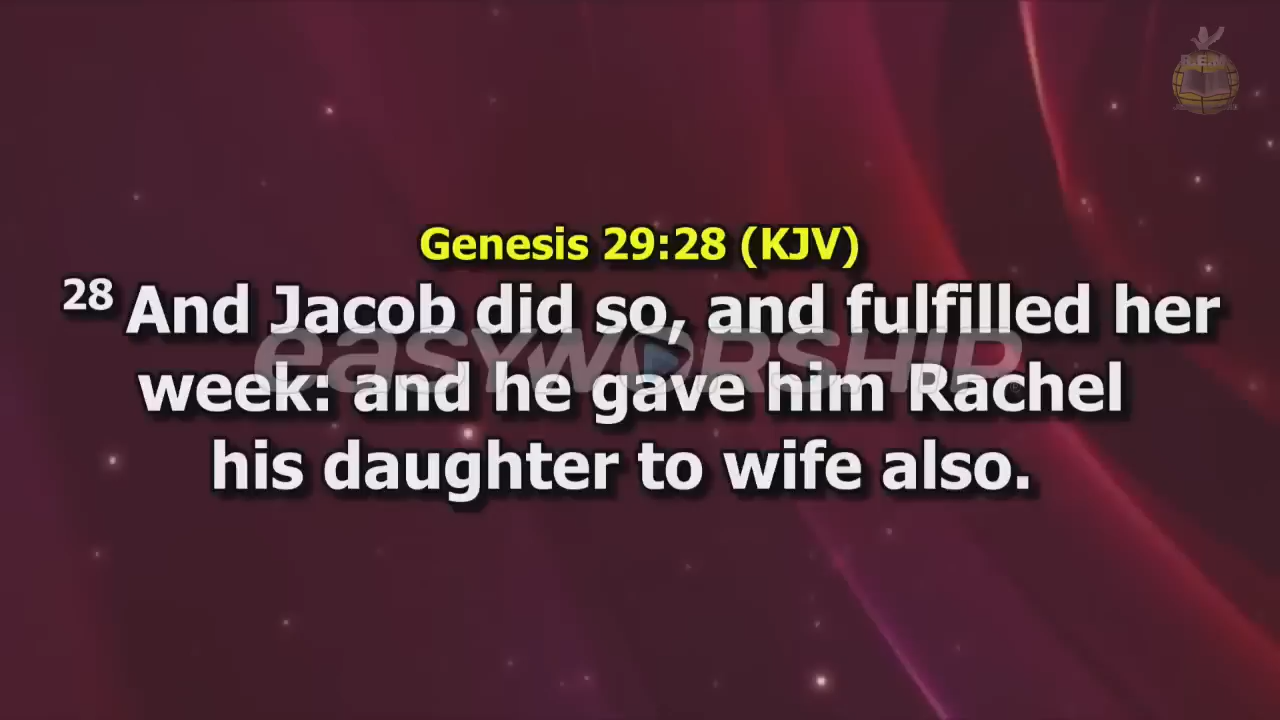 R.E.M
Genesis 29:28 (KJV)
28 And Jacob did so, and fulfilled her
week: and he gave him Rachel
his daughter to wife also.
easyworship